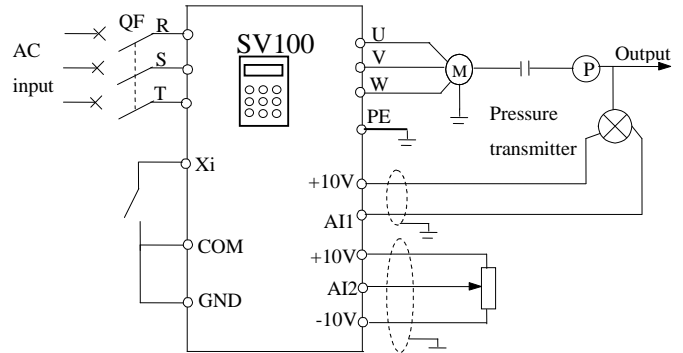 AC
input
QF
R
S
T
SV100
U
V
W
PE
M
P
Output
Pressure
transmitter
Xi
COM
GND
+10V
AI1
+10V
AI2
-10V